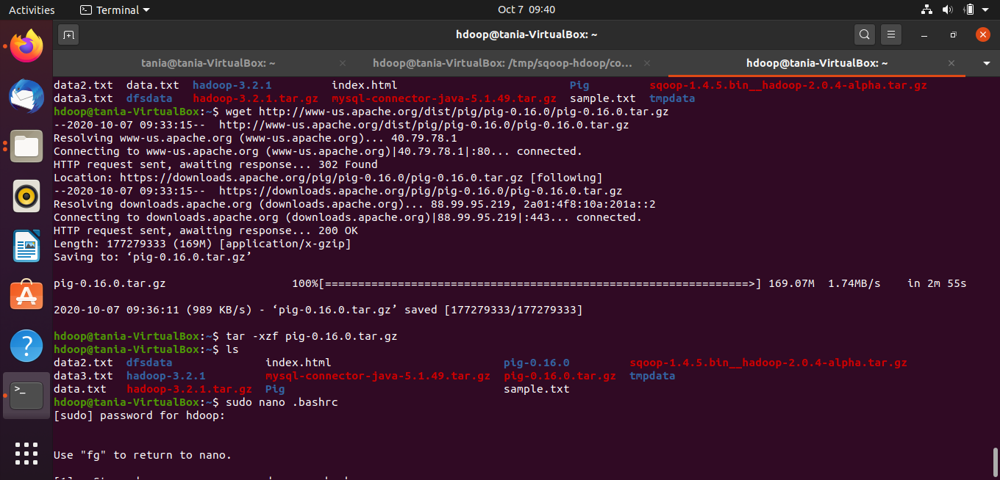 Activities Terminal Oct 7 09:40
hdoop@tania-VirtualBox: ~
tania@tania-VirtualBox: ~ hdoop@tania-VirtualBox: /tmp/sqoop-hdoop/co... hdoop@tania-VirtualBox: ~
data2.txt data.txt hadoop-3.2.1 index.html Pig sqoop-1.4.5.bin__hadoop-2.0.4-alpha.tar.gz
data3.txt dfsdata hadoop-3.2.1.tar.gz mysql-connector-java-5.1.49.tar.gz sample.txt tmpdata
hdoop@tania-VirtualBox:~$ wget http://www-us.apache.org/dist/pig/pig-0.16.0/pig-0.16.0.tar.gz
--2020-10-07 09:33:15-- http://www-us.apache.org/dist/pig/pig-0.16.0/pig-0.16.0.tar.gz
Resolving www-us.apache.org (www-us.apache.org)... 40.79.78.1
Connecting to www-us.apache.org (www-us.apache.org)|40.79.78.1|:80... connected.
HTTP request sent, awaiting response... 302 Found
Location: https://downloads.apache.org/pig/pig-0.16.0/pig-0.16.0.tar.gz [following]
--2020-10-07 09:33:15-- https://downloads.apache.org/pig/pig-0.16.0/pig-0.16.0.tar.gz
Resolving downloads.apache.org (downloads.apache.org)... 88.99.95.219, 2a01:4f8:10a:201a::2
Connecting to downloads.apache.org (downloads.apache.org)|88.99.95.219|:443... connected.
HTTP request sent, awaiting response... 200 OK
Length: 177279333 (169M) [application/x-gzip]
Saving to: ‘pig-0.16.0.tar.gz’
pig-0.16.0.tar.gz 100%[================================================================>] 169.07M 1.74MB/s in 2m 55s
2020-10-07 09:36:11 (989 KB/s) - ‘pig-0.16.0.tar.gz’ saved [177279333/177279333]
hdoop@tania-VirtualBox:~$ tar -xzf pig-0.16.0.tar.gz
hdoop@tania-VirtualBox:~$ ls
data2.txt dfsdata index.html pig-0.16.0 sqoop-1.4.5.bin__hadoop-2.0.4-alpha.tar.gz
data3.txt hadoop-3.2.1 mysql-connector-java-5.1.49.tar.gz pig-0.16.0.tar.gz tmpdata
data.txt hadoop-3.2.1.tar.gz Pig sample.txt
hdoop@tania-VirtualBox:~$ sudo nano .bashrc
[sudo] password for hdoop:
Use "fg" to return to nano.